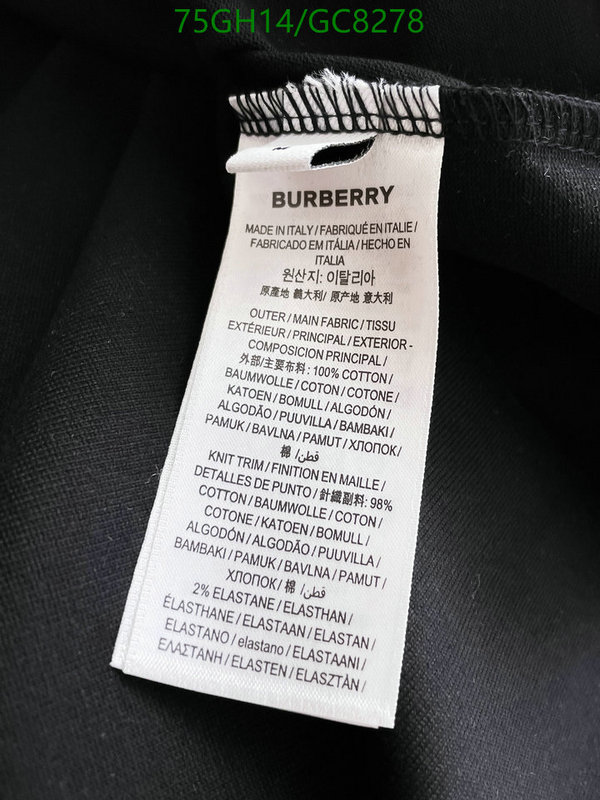 75GH14/GC8278
BURBERRY
MADE IN ITALY / FABRIQUÉ EN ITALIE /
FABRICADO EM ITÁLIA / HECHO EN
ITALIA
원산지: 이탈리아
原產地 義大利/ 原产地 意大利
OUTER / MAIN FABRIC / TISSU
EXTÉRIEUR / PRINCIPAL / EXTERIOR -
COMPOSICION PRINCIPAL /
外部/主要布料: 100% COTTON /
BAUMWOLLE / COTON / COTONE /
KATOEN / BOMULL / ALGODÓN /
ALGODÃO / PUUVILLA / BAMBAKI /
PAMUK / BAVLNA / PAMUT / ХЛОПОК /
棉 /قطن
KNIT TRIM / FINITION EN MAILLE /
DETALLES DE PUNTO / 針織副料: 98%
COTTON / BAUMWOLLE / COTON /
COTONE / KATOEN / BOMULL /
ALGODÓN / ALGODÃO / PUUVILLA /
BAMBAKI / PAMUK / BAVLNA / PAMUT /
ХЛОПОК / 棉 /قطن
2% ELASTANE / ELASTHAN /
ÉLASTHANE / ELASTAAN / ELASTAN /
ELASTANO / elastano / ELASTAANI /
ΕΛΑΣΤΑΝΗ / ELASTEN / ELASZTÁN /